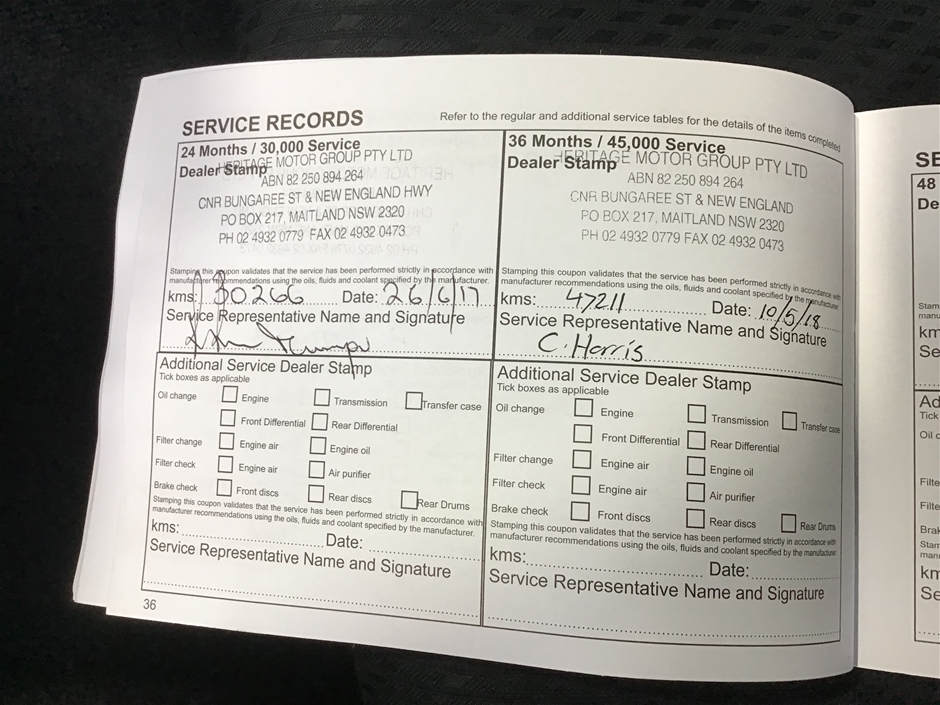 SERVICE RECORDS
Refer to the regular and additional service tables for the details of the items completed
24 Months / 30,000 Service
Dealer Stamp
HERITAGE MOTOR GROUP PTY LTD
ABN 82 250 894 264
CNR BUNGAREE ST & NEW ENGLAND HWY
PO BOX 217, MAITLAND NSW 2320
PH 02 4932 0779 FAX 02 4932 0473
Stamping this coupon validates that the service has been performed strictly in accordance with
manufacturer recommendations using the oils, fluids and coolant specified by the manufacturer.
kms: 30266 Date: 26/6/17
Service Representative Name and Signature
Additional Service Dealer Stamp
Tick boxes as applicable
Oil change Engine Transmission Transfer case
Front Differential Rear Differential
Filter change Engine air Engine oil
Filter check Engine air Air purifier
Brake check Front discs Rear discs Rear Drums
Stamping this coupon validates that the service has been performed strictly in accordance with
manufacturer recommendations using the oils, fluids and coolant specified by the manufacturer.
kms: Date:
Service Representative Name and Signature
36
36 Months / 45,000 Service
Dealer Stamp
HERITAGE MOTOR GROUP PTY LTD
ABN 82 250 894 264
CNR BUNGAREE ST & NEW ENGLAND
PO BOX 217, MAITLAND NSW 2320
PH 02 4932 0779 FAX 02 4932 0473
Stamping this coupon validates that the service has been performed strictly in accordance with
manufacturer recommendations using the oils, fluids and coolant specified by the manufacturer.
kms: 47211 Date: 10/5/18
Service Representative Name and Signature
C. Harris
Additional Service Dealer Stamp
Tick boxes as applicable
Oil change Engine Transmission Transfer case
Front Differential Rear Differential
Filter change Engine air Engine oil
Filter check Engine air Air purifier
Brake check Front discs Rear discs Rear Drums
Stamping this coupon validates that the service has been performed strictly in accordance with
manufacturer recommendations using the oils, fluids and coolant specified by the manufacturer.
kms: Date:
Service Representative Name and Signature
48